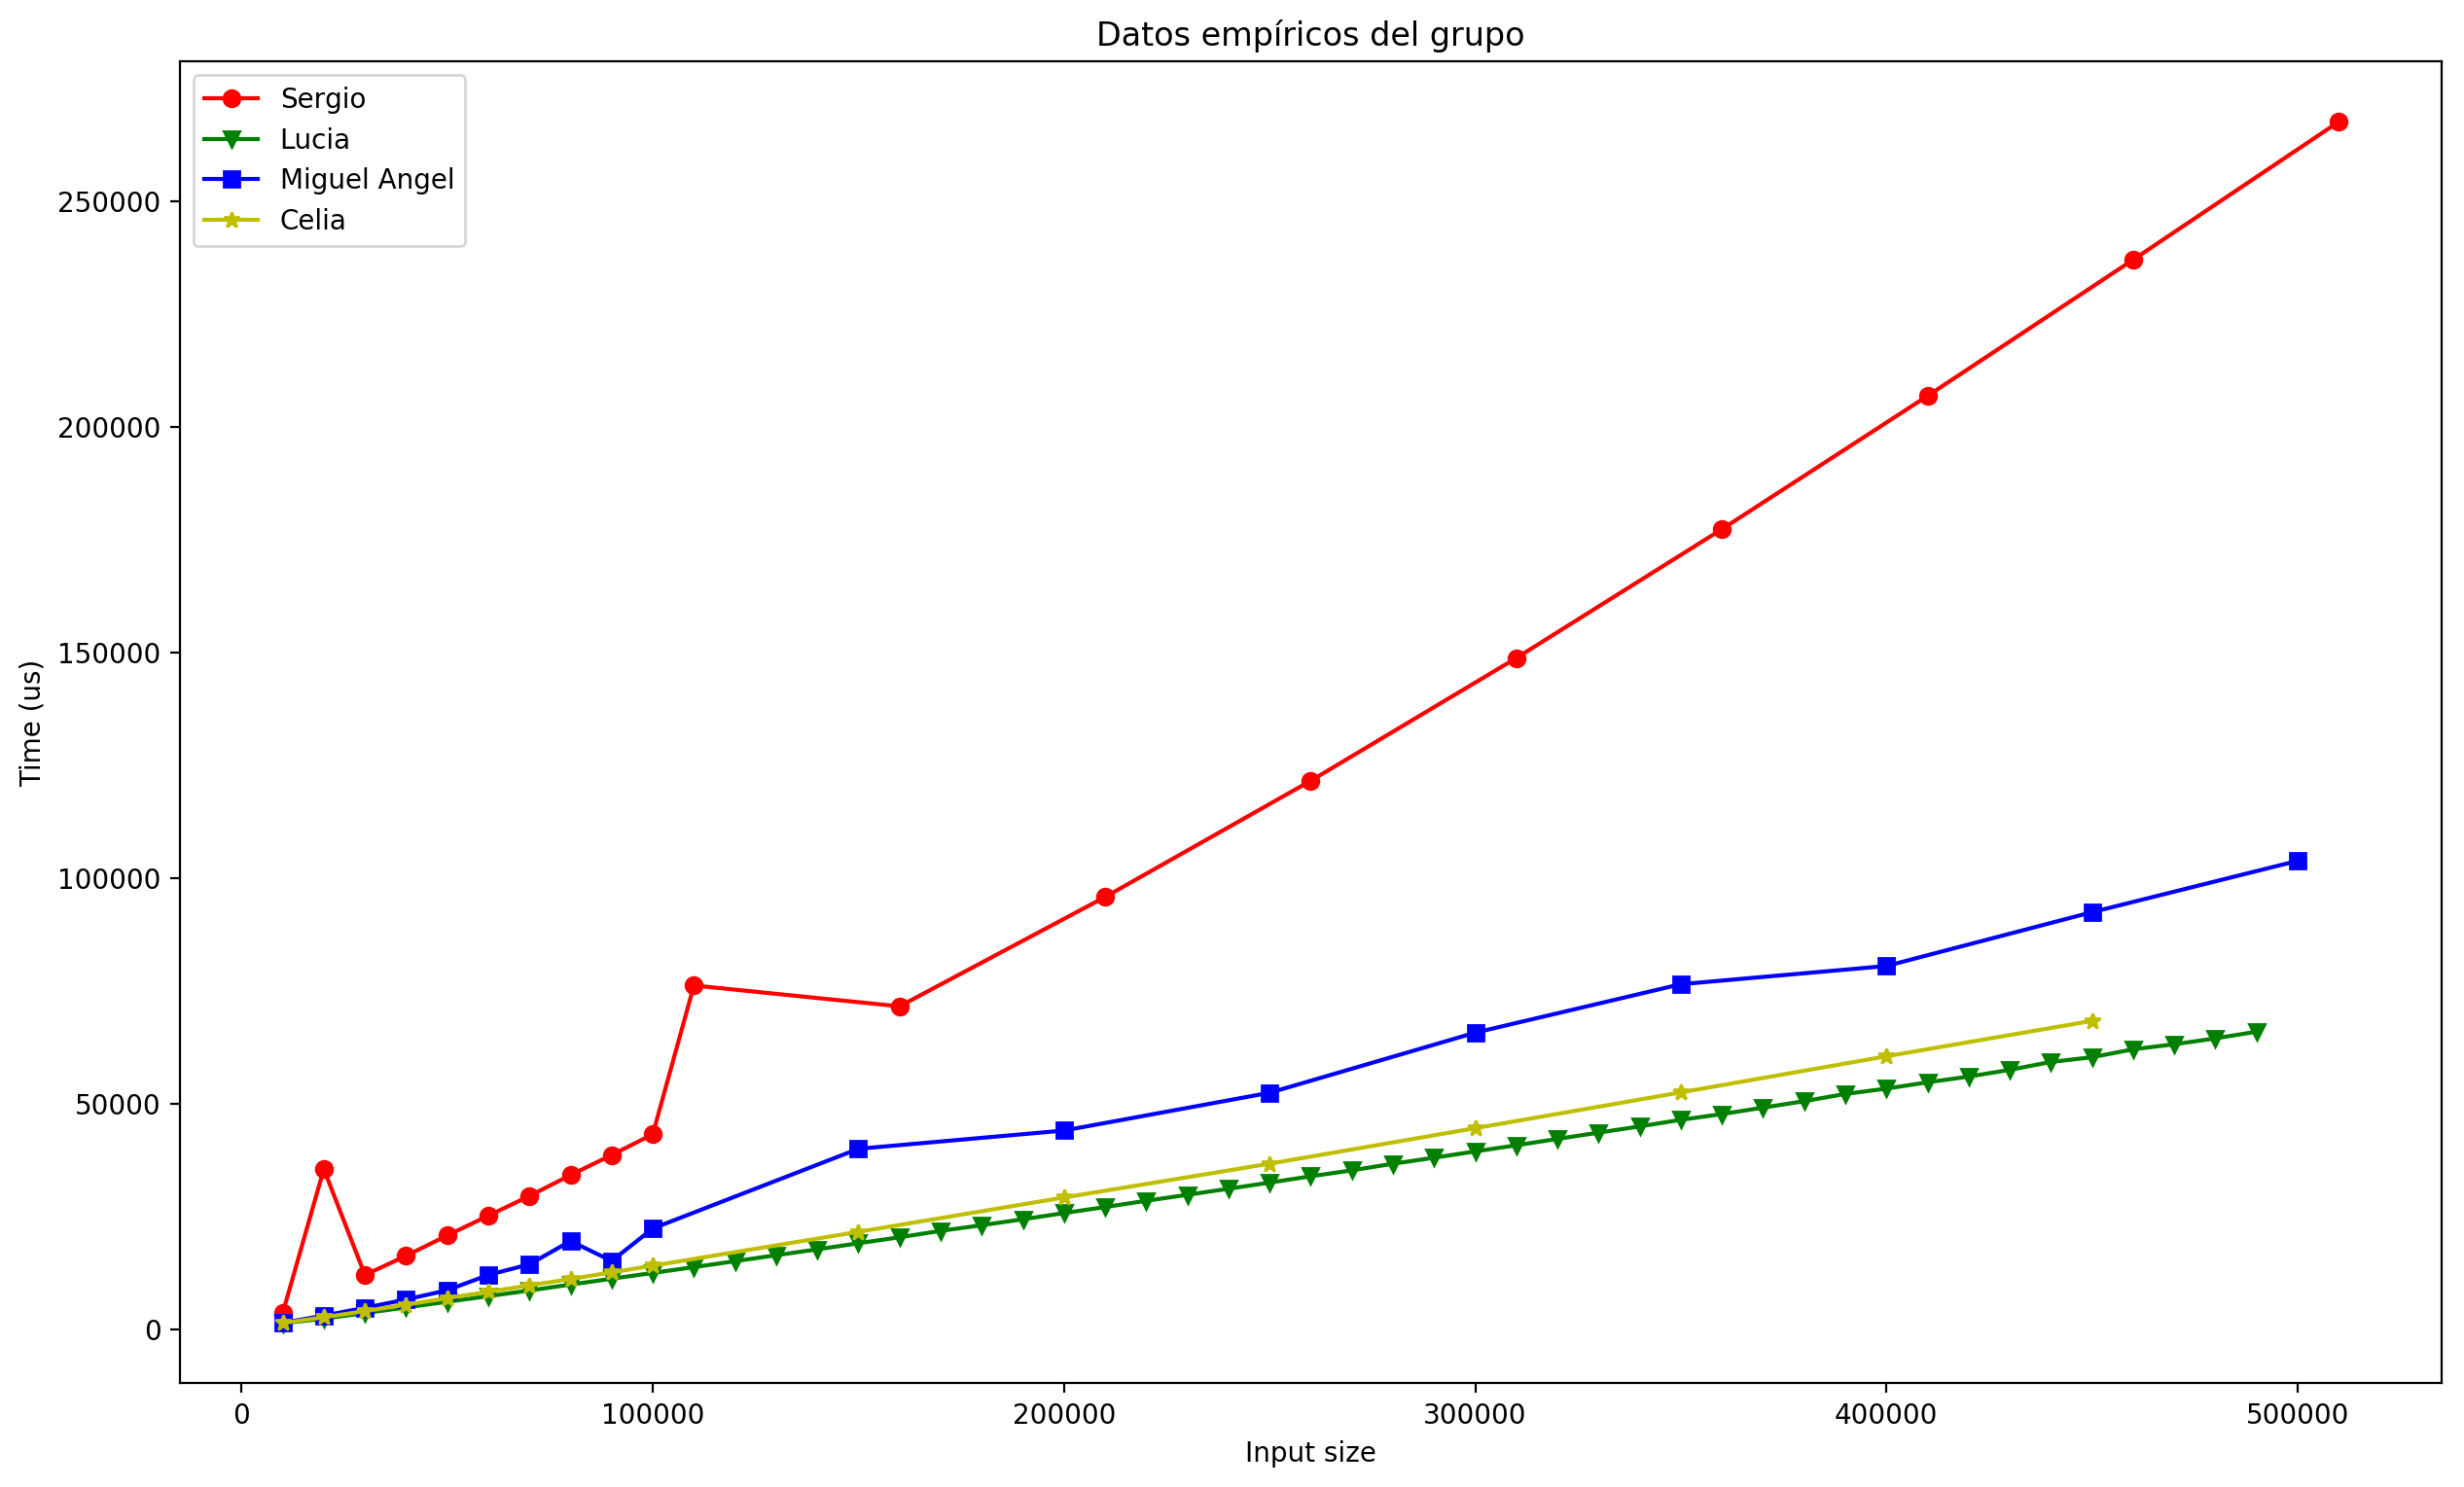 Datos empíricos del grupo
Sergio
Lucia
Miguel Angel
Celia
250000
200000
150000
100000
50000
0
Time (us)
0 100000 200000 300000 400000 500000
Input size